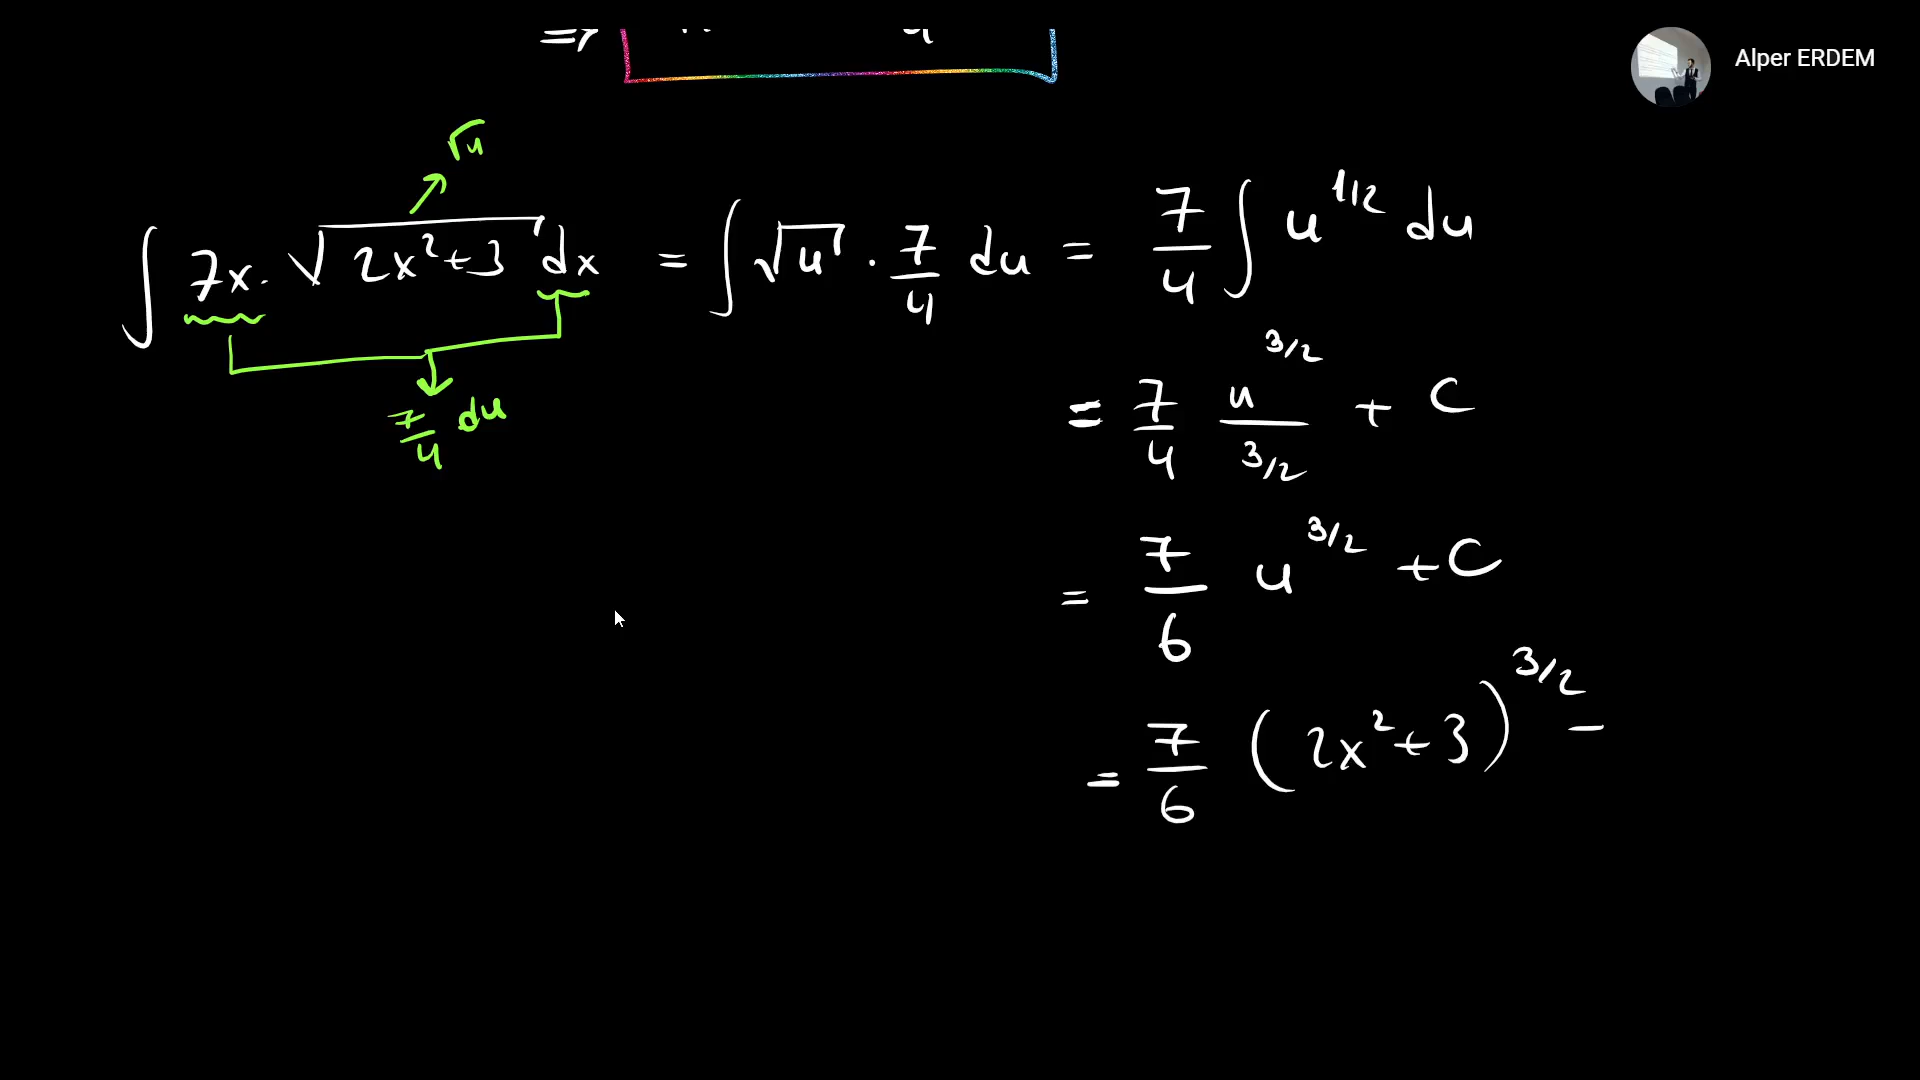 =>
Alper ERDEM
√u
∫ 7x · √(2x² + 3) dx = ∫ √u · 7/4 du = 7/4 ∫ u^1/2 du
7/4 du
= 7/4 u^3/2 / 3/2 + C
= 7/6 u^3/2 + C
= 7/6 (2x² + 3)^3/2 -